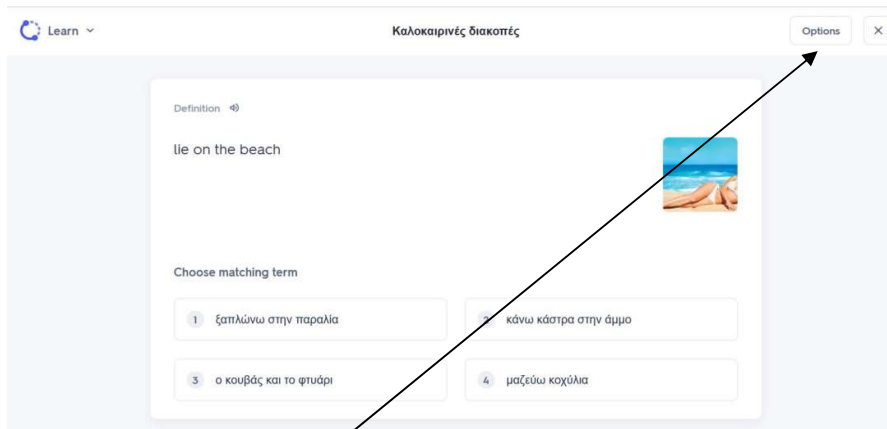 Learn
Καλοκαιρινές διακοπές
Options
Definition
lie on the beach
Choose matching term
1 ξαπλώνω στην παραλία
2 κάνω κάστρα στην άμμο
3 ο κουβάς και το φτυάρι
4 μαζεύω κοχύλια